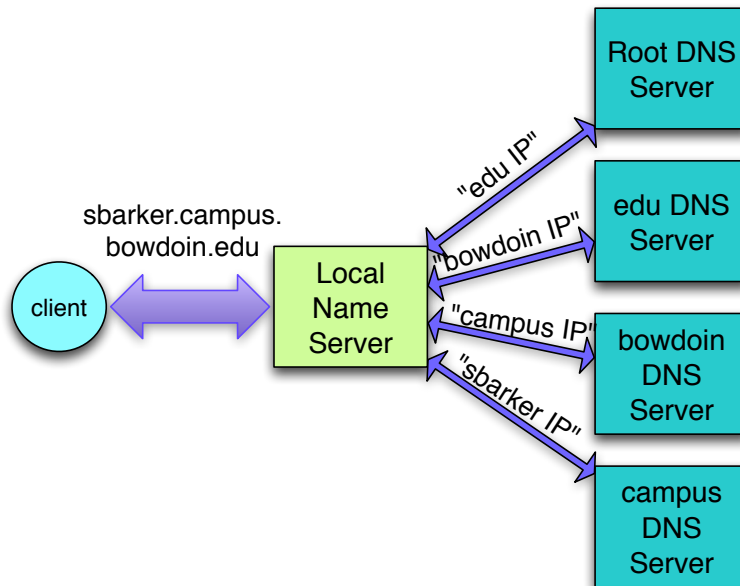 sbarker.campus.
bowdoin.edu
client
Local
Name
Server
"edu IP"
"bowdoin IP"
"campus IP"
"sbarker IP"
Root DNS
Server
edu DNS
Server
bowdoin
DNS
Server
campus
DNS
Server